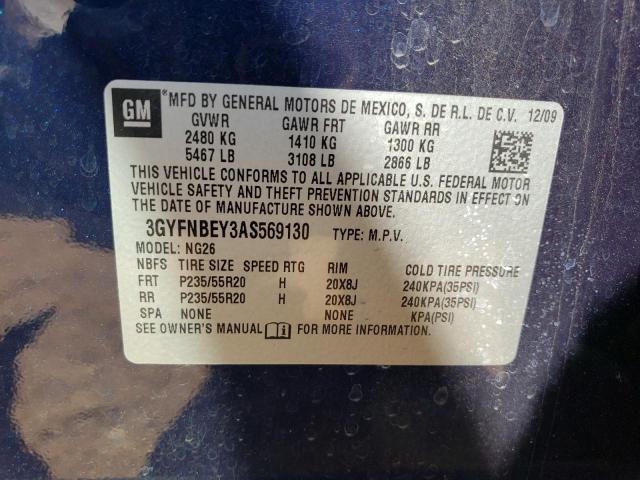 GM *MFD BY GENERAL MOTORS DE MEXICO, S. DE R.L. DE C.V. 12/09
GVWR GAWR FRT GAWR RR
2480 KG 1410 KG 1300 KG
5467 LB 3108 LB 2866 LB
THIS VEHICLE CONFORMS TO ALL APPLICABLE U.S. FEDERAL MOTOR
VEHICLE SAFETY AND THEFT PREVENTION STANDARDS IN EFFECT ON
THE DATE OF MANUFACTURE SHOWN ABOVE.
3GYFNBEY3AS569130 TYPE: M.P.V.
MODEL: NG26
NBFS TIRE SIZE SPEED RTG RIM COLD TIRE PRESSURE
FRT P235/55R20 H 20X8J 240KPA(35PSI)
RR P235/55R20 H 20X8J 240KPA(35PSI)
SPA NONE NONE KPA(PSI)
SEE OWNER'S MANUAL FOR MORE INFORMATION.